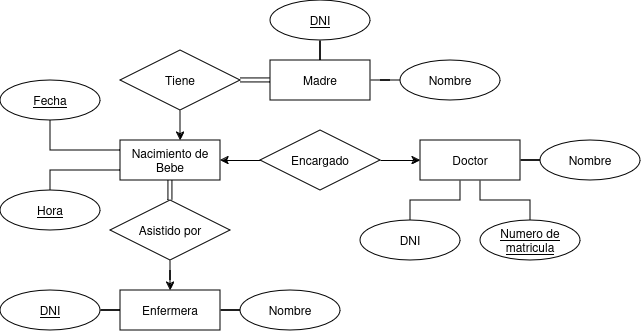 DNI
Tiene
Madre
Nombre
Fecha
Nacimiento de
Bebe
Encargado
Doctor
Nombre
Hora
Asistido por
DNI
Numero de
matricula
DNI
Enfermera
Nombre